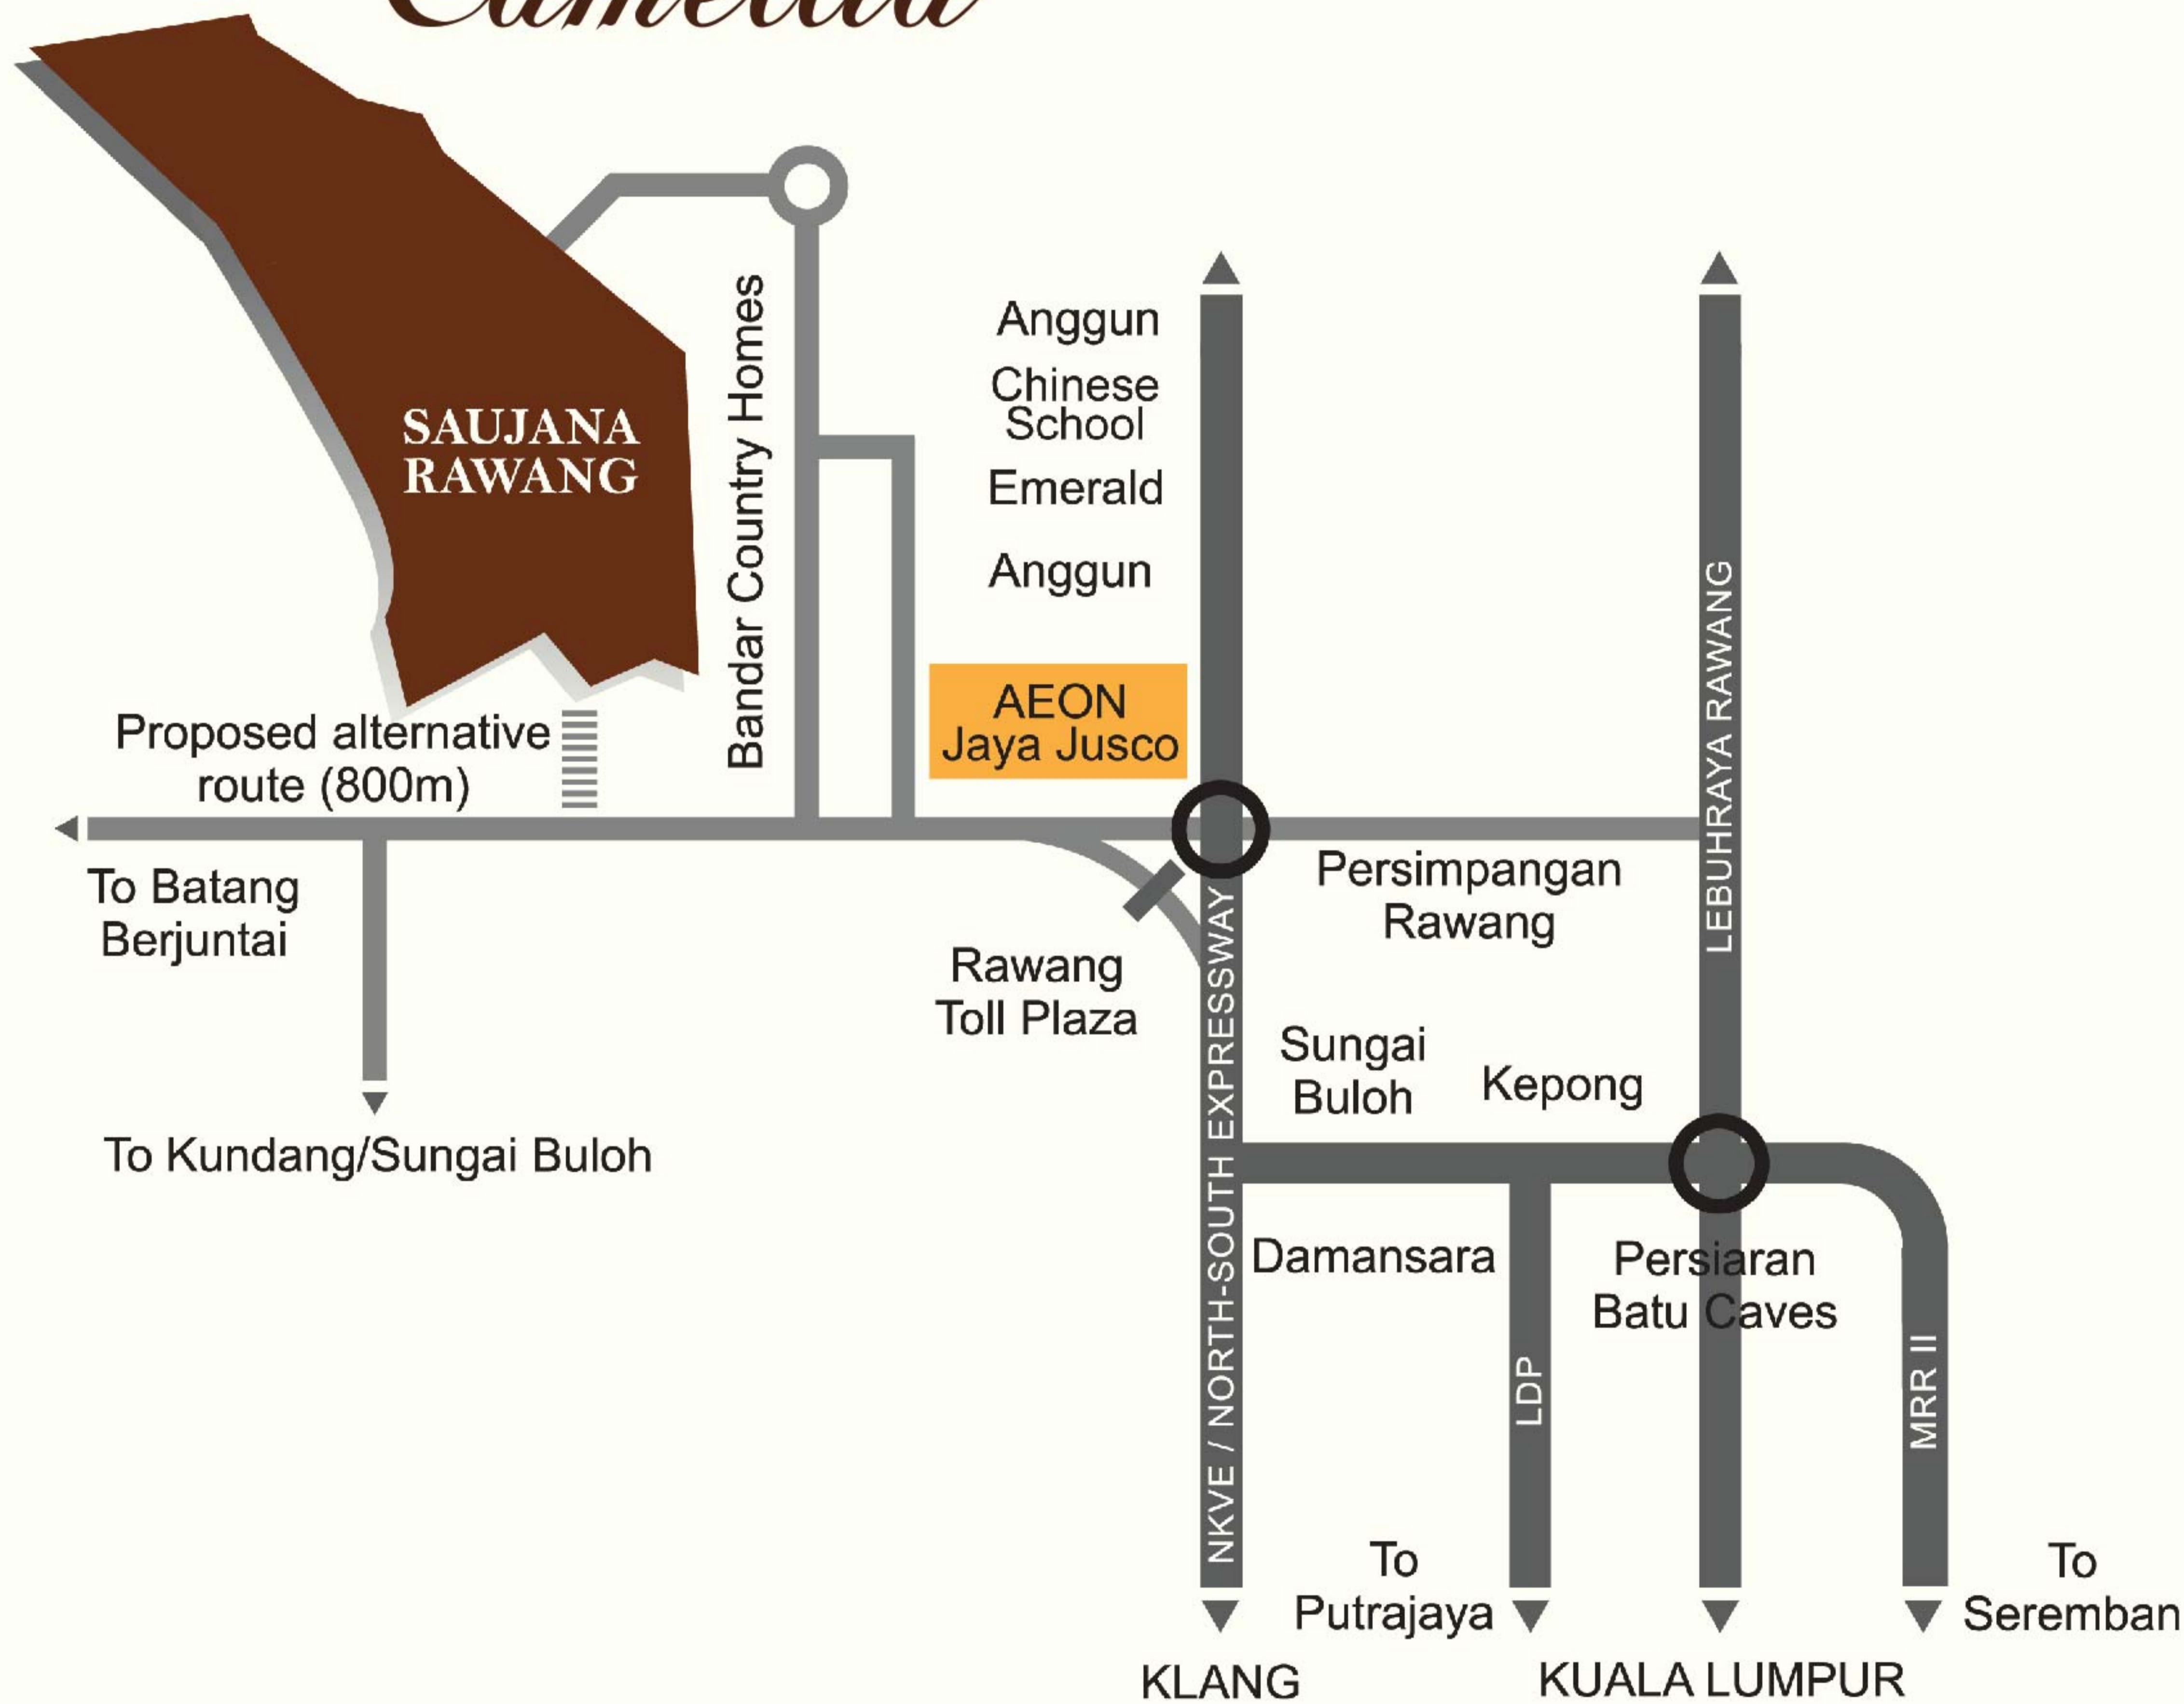 Camellia
SAUJANA
RAWANG
Bandar Country Homes
Anggun
Chinese
School
Emerald
Anggun
AEON
Jaya Jusco
Proposed alternative
route (800m)
To Batang
Berjuntai
To Kundang/Sungai Buloh
Rawang
Toll Plaza
Persimpangan
Rawang
LEBUHRAYA RAWANG
NKVE / NORTH-SOUTH EXPRESSWAY
Sungai
Buloh
Kepong
Damansara
Persiaran
Batu Caves
LDP
MRR II
To
Putrajaya
To
Seremban
KLANG
KUALA LUMPUR